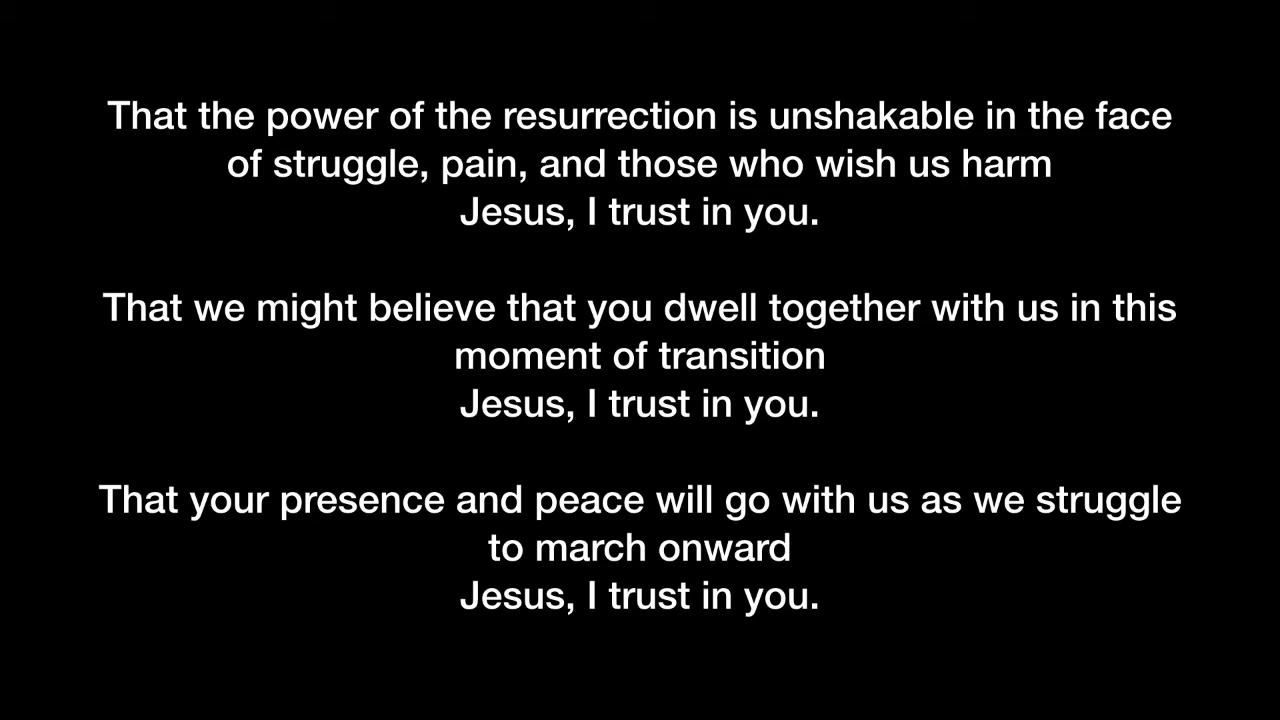 That the power of the resurrection is unshakable in the face
of struggle, pain, and those who wish us harm
Jesus, I trust in you.
That we might believe that you dwell together with us in this
moment of transition
Jesus, I trust in you.
That your presence and peace will go with us as we struggle
to march onward
Jesus, I trust in you.